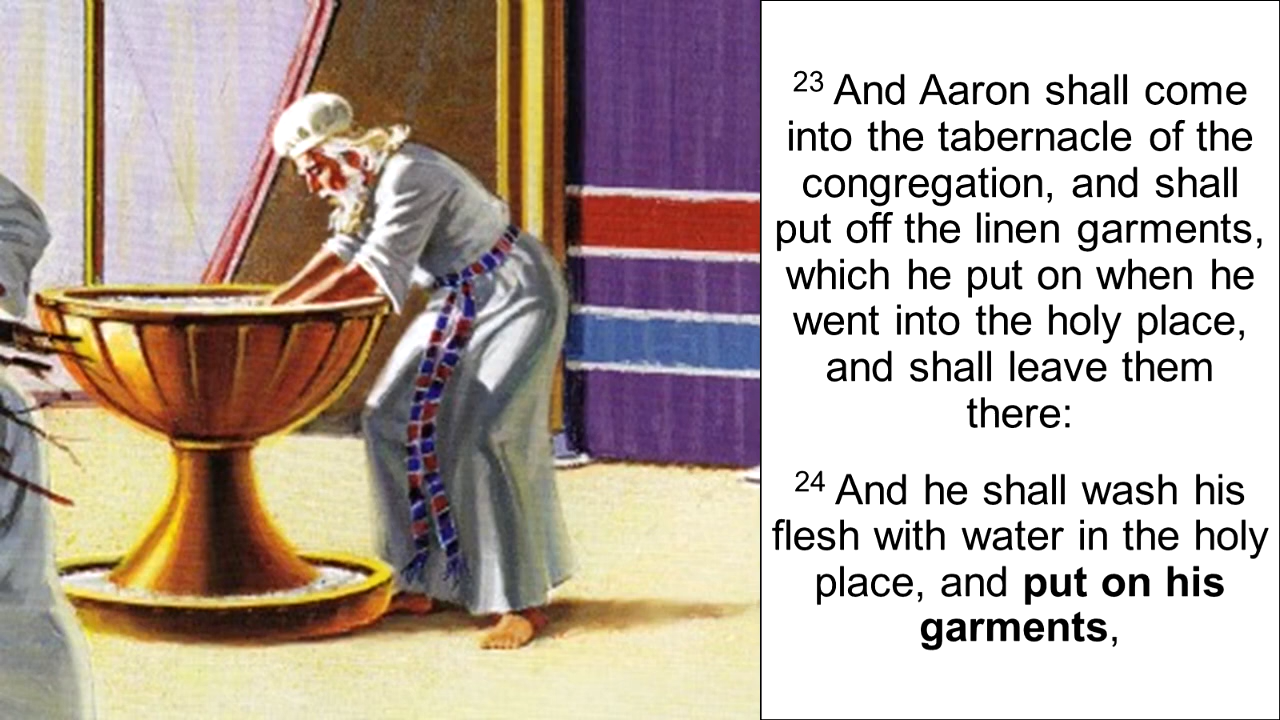 23 And Aaron shall come
into the tabernacle of the
congregation, and shall
put off the linen garments,
which he put on when he
went into the holy place,
and shall leave them
there:
24 And he shall wash his
flesh with water in the holy
place, and put on his
garments,